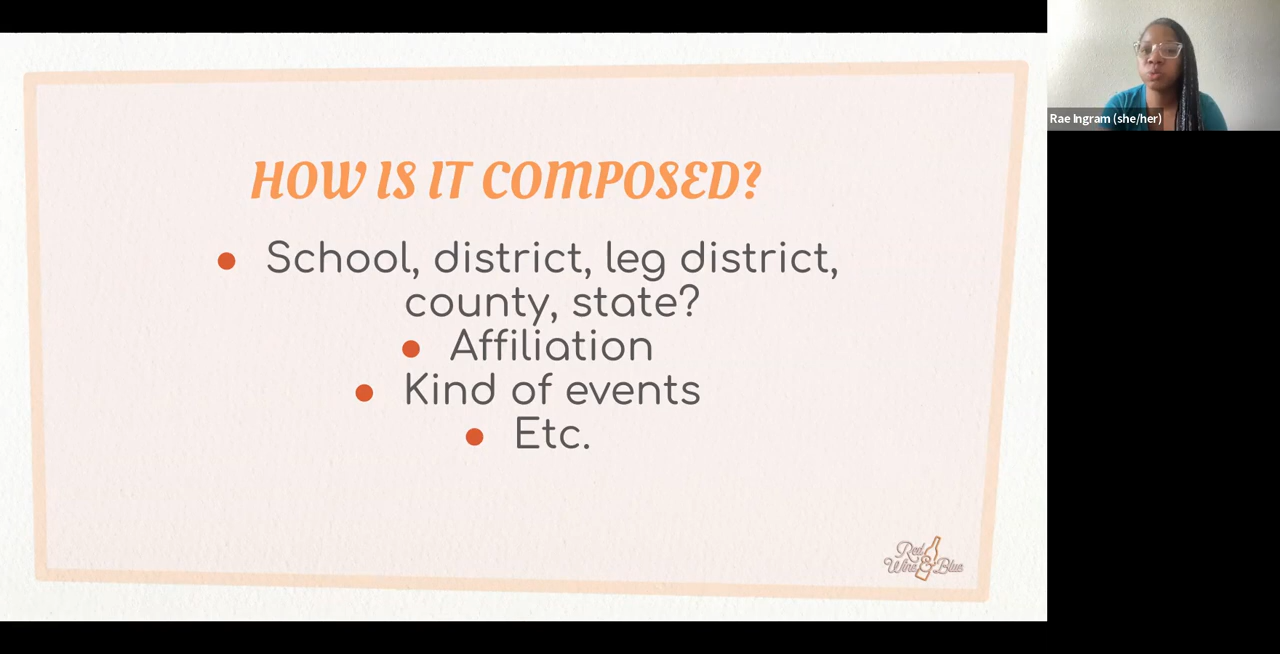 Rae Ingram (she/her)
HOW IS IT COMPOSED?
● School, district, leg district,
county, state?
● Affiliation
● Kind of events
● Etc.
Red
Wine & Blue